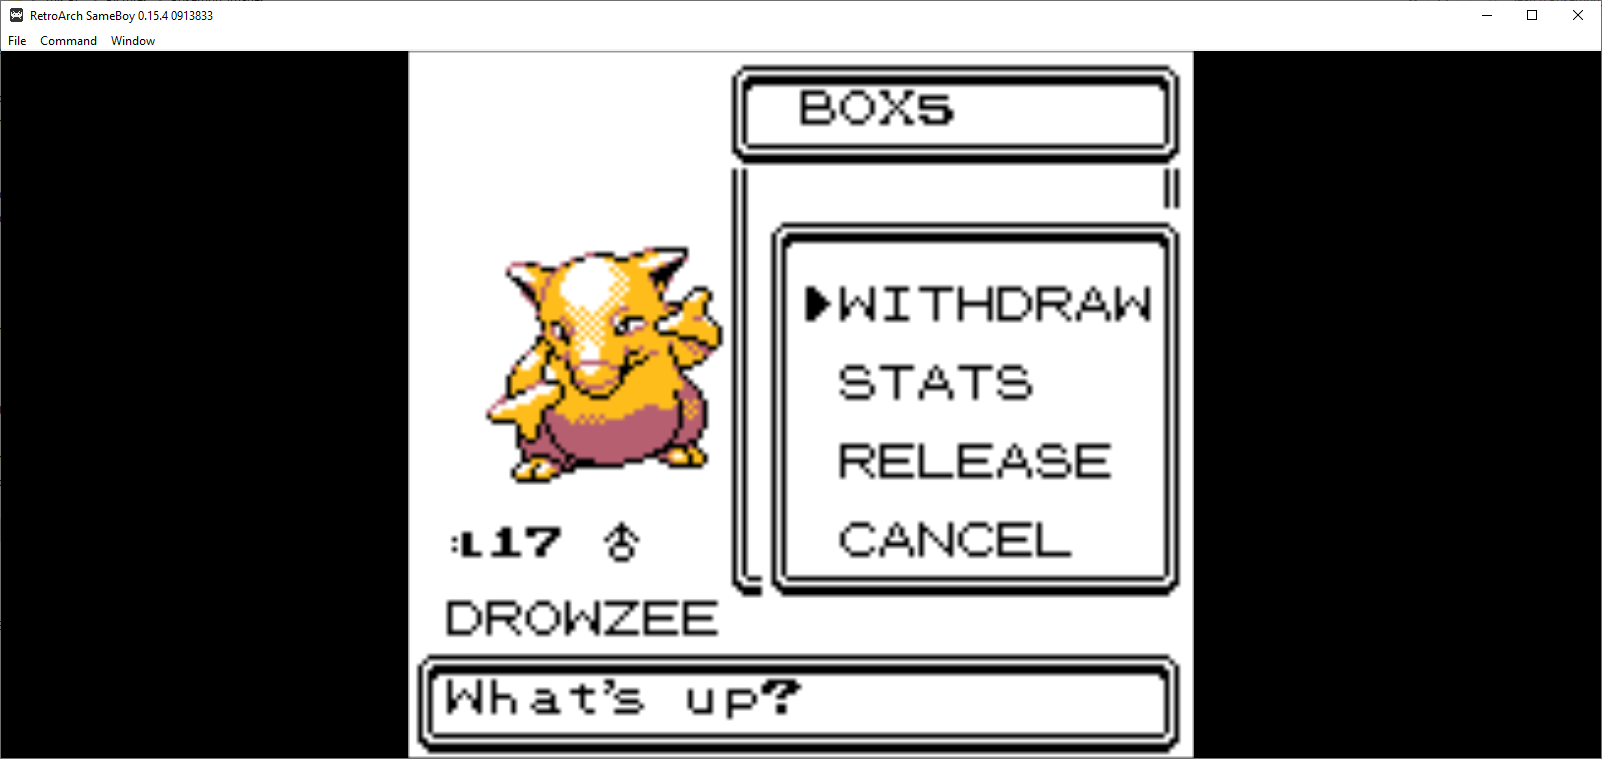 RetroArch SameBoy 0.15.4 0913833
File Command Window
BOX5
WITHDRAW
STATS
RELEASE
CANCEL
:L17 ♂
DROWZEE
What's up?